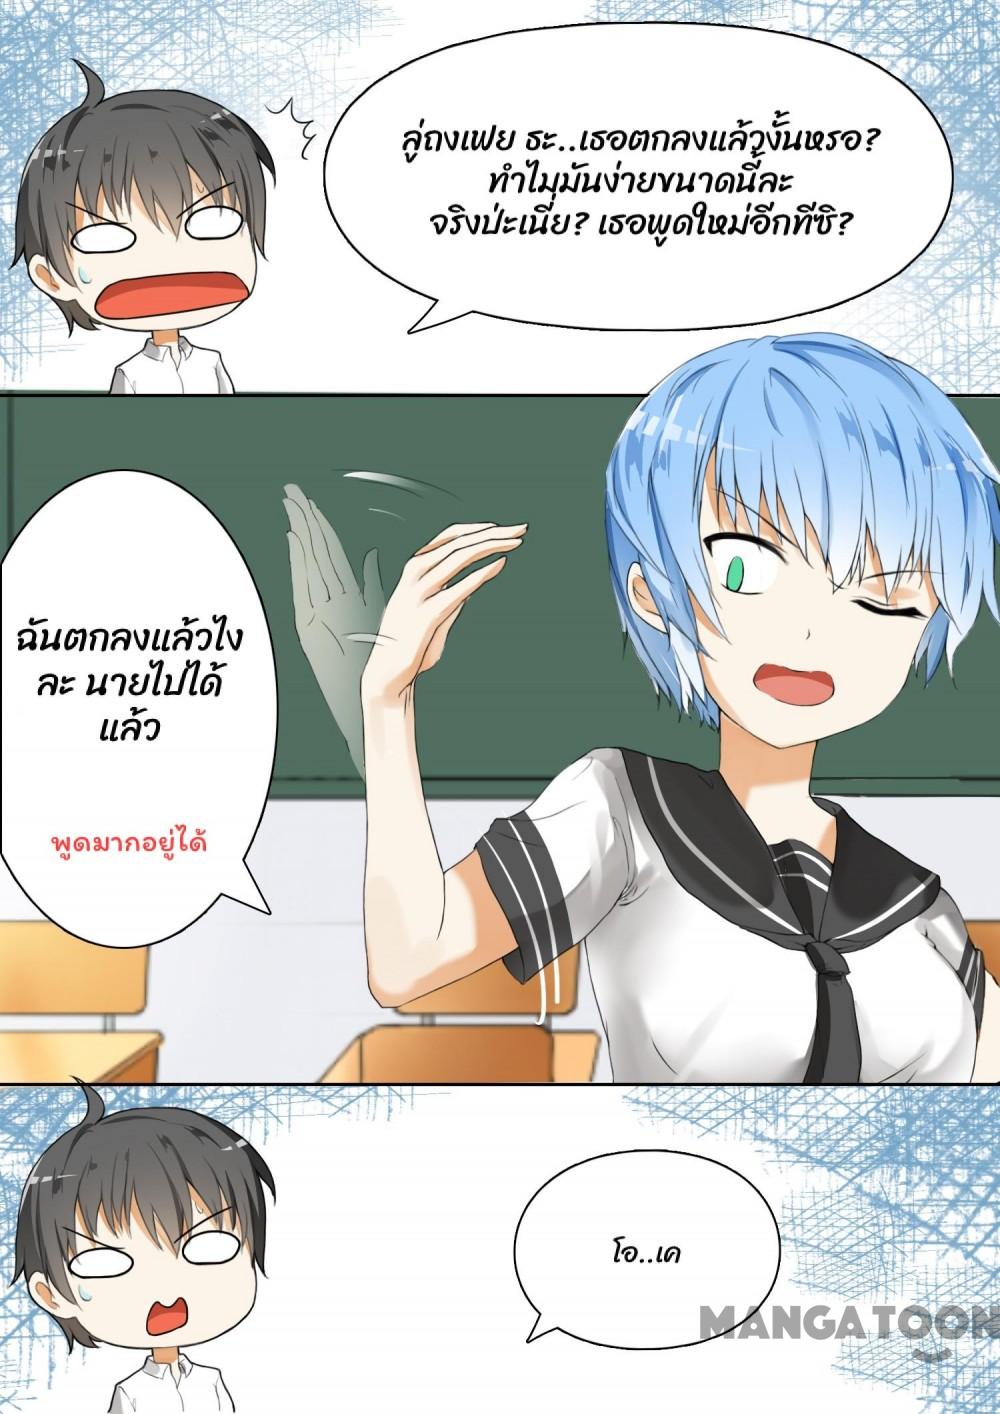 ลู่ถงเฟย ธะ..เธอตกลงแล้วงั้นหรอ?
ทำไมมันง่ายขนาดนี้ละ
จริงป่ะเนี่ย? เธอพูดใหม่อีกทีซิ?
ฉันตกลงแล้วไง
ละ นายไปได้
แล้ว
พูดมากอยู่ได้
โอ..เค
MANGATOON